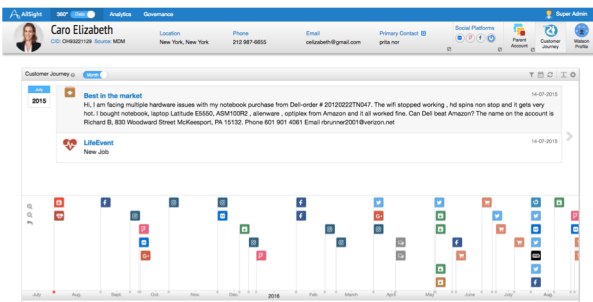 AllSight 360° Data Analytics Governance Super Admin
Caro Elizabeth
CID: OH63221129 Source: MDM
Location
New York, New York
Phone
212 987-6655
Email
celizabeth@gmail.com
Primary Contact
prita nor
Social Platforms
Parent
Account
Customer
Journey
Watson
Profile
Customer Journey Month
July
2015
Best in the market 14-07-2015
Hi, I am facing multiple hardware issues with my notebook purchase from Dell-order # 20120222TN047. The wifi stopped working , hd spins non stop and it gets very
hot. I bought notebook, laptop Latitude E5550, ASM100R2 , alienware , optiplex from Amazon and it all worked fine. Can Dell beat Amazon? The name on the account is
Richard B, 830 Woodward Street McKeesport, PA 15132. Phone 601 901 4061 Email rbrunner2001@verizon.net
LifeEvent 14-07-2015
New Job
July Aug. Sept. Oct. Nov. Dec. 2016 Feb. March April May June July Aug.